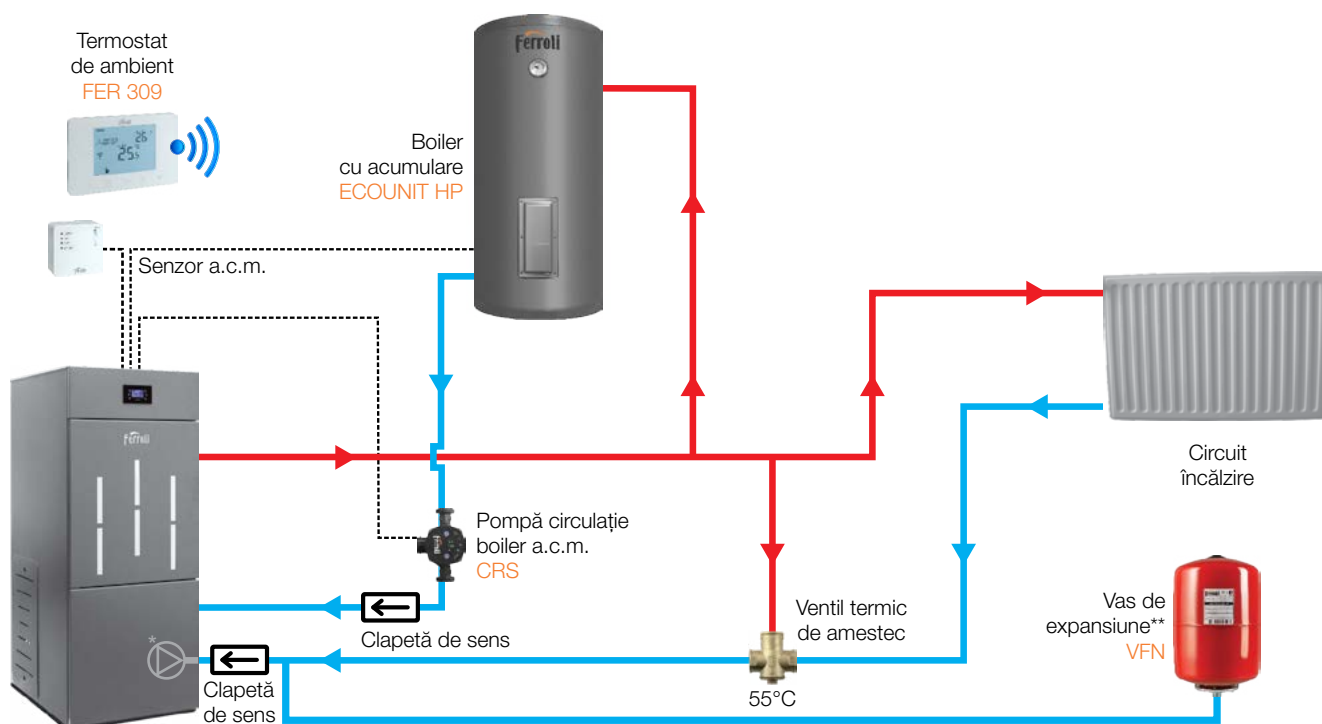 Termostat
de ambient
FER 309
Ferroli
Boiler
cu acumulare
ECOUNIT HP
Senzor a.c.m.
Ferroli
Circuit
încălzire
Pompă circulație
boiler a.c.m.
CRS
Clapetă de sens
Ventil termic
de amestec
55°C
Vas de
expansiune**
VFN
*
Clapetă
de sens